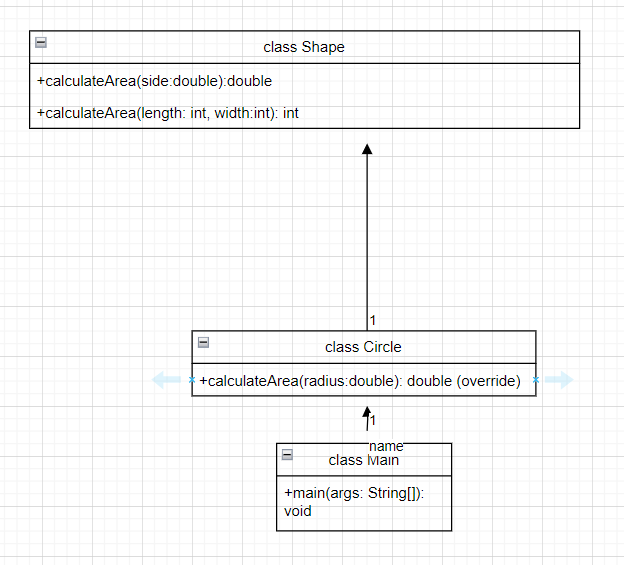 class Shape
+calculateArea(side:double):double
+calculateArea(length: int, width:int): int
1
class Circle
+calculateArea(radius:double): double (override)
1
name
class Main
+main(args: String[]):
void